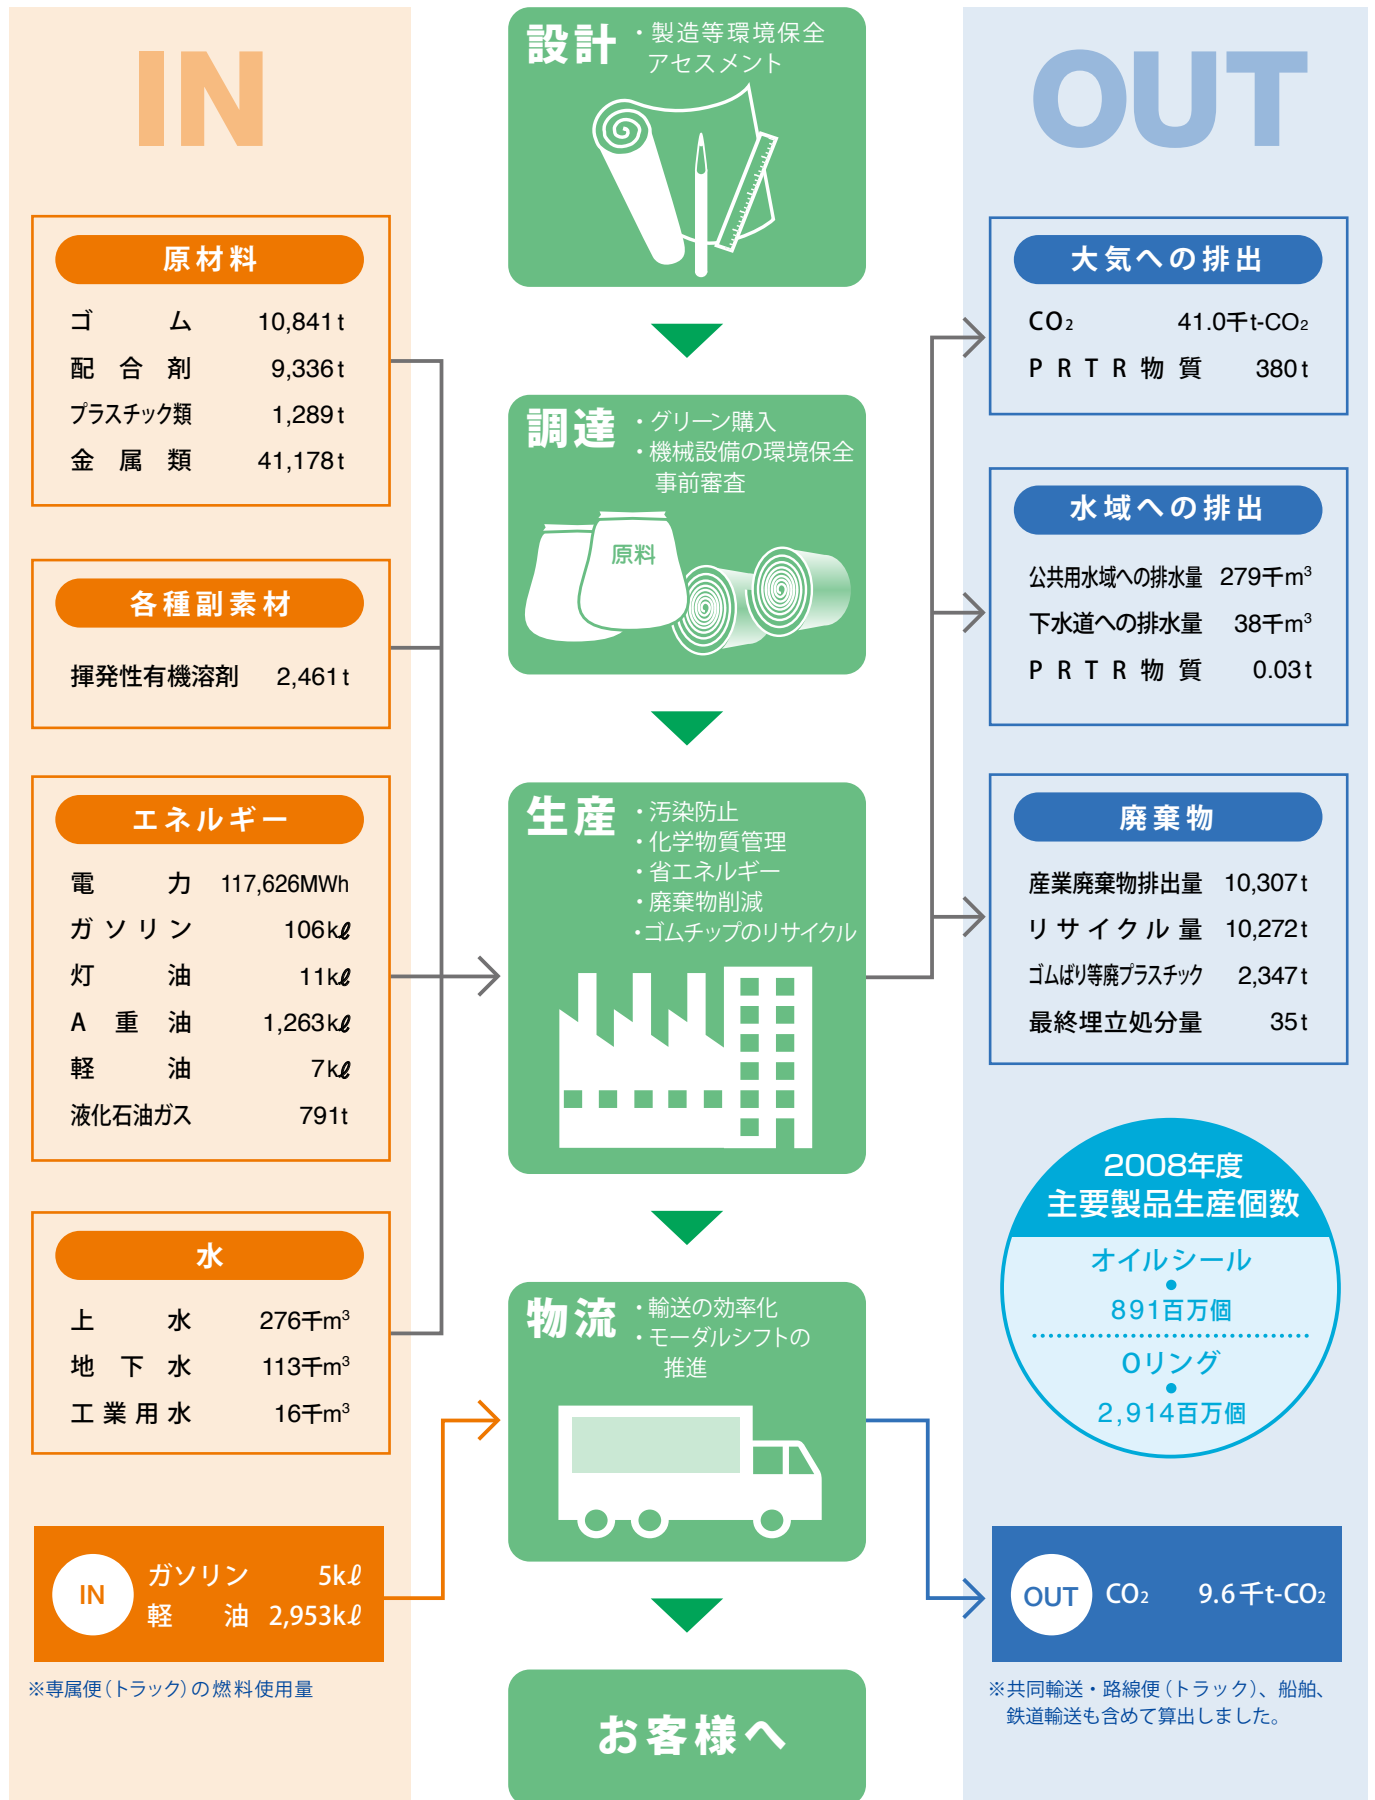 IN
原材料
ゴム 10,841t
配合剤 9,336t
プラスチック類 1,289t
金属類 41,178t
各種副素材
揮発性有機溶剤 2,461t
エネルギー
電力 117,626MWh
ガソリン 106kℓ
灯油 11kℓ
A重油 1,263kℓ
軽油 7kℓ
液化石油ガス 791t
水
上水 276千m³
地下水 113千m³
工業用水 16千m³
IN
ガソリン 5kℓ
軽油 2,953kℓ
※専属便(トラック)の燃料使用量
設計
・製造等環境保全
アセスメント
調達
・グリーン購入
・機械設備の環境保全
事前審査
原料
生産
・汚染防止
・化学物質管理
・省エネルギー
・廃棄物削減
・ゴムチップのリサイクル
物流
・輸送の効率化
・モーダルシフトの
推進
お客様へ
OUT
大気への排出
CO₂ 41.0千t-CO₂
PRTR物質 380t
水域への排出
公共用水域への排水量 279千m³
下水道への排水量 38千m³
PRTR物質 0.03t
廃棄物
産業廃棄物排出量 10,307t
リサイクル量 10,272t
ゴムばり等廃プラスチック 2,347t
最終埋立処分量 35t
2008年度
主要製品生産個数
オイルシール
891百万個
Oリング
2,914百万個
OUT
CO₂ 9.6千t-CO₂
※共同輸送・路線便(トラック)、船舶、
鉄道輸送も含めて算出しました。